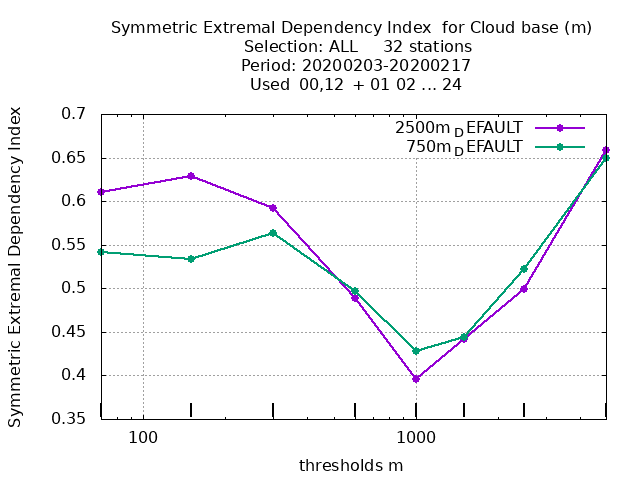 Symmetric Extremal Dependency Index  for Cloud base (m)
Selection: ALL     32 stations
Period: 20200203-20200217
Used  00,12  + 01 02 ... 24
2500m_DEFAULT
750m_DEFAULT
0.7
0.65
0.6
0.55
0.5
0.45
0.4
0.35
Symmetric Extremal Dependency Index
100
1000
thresholds m